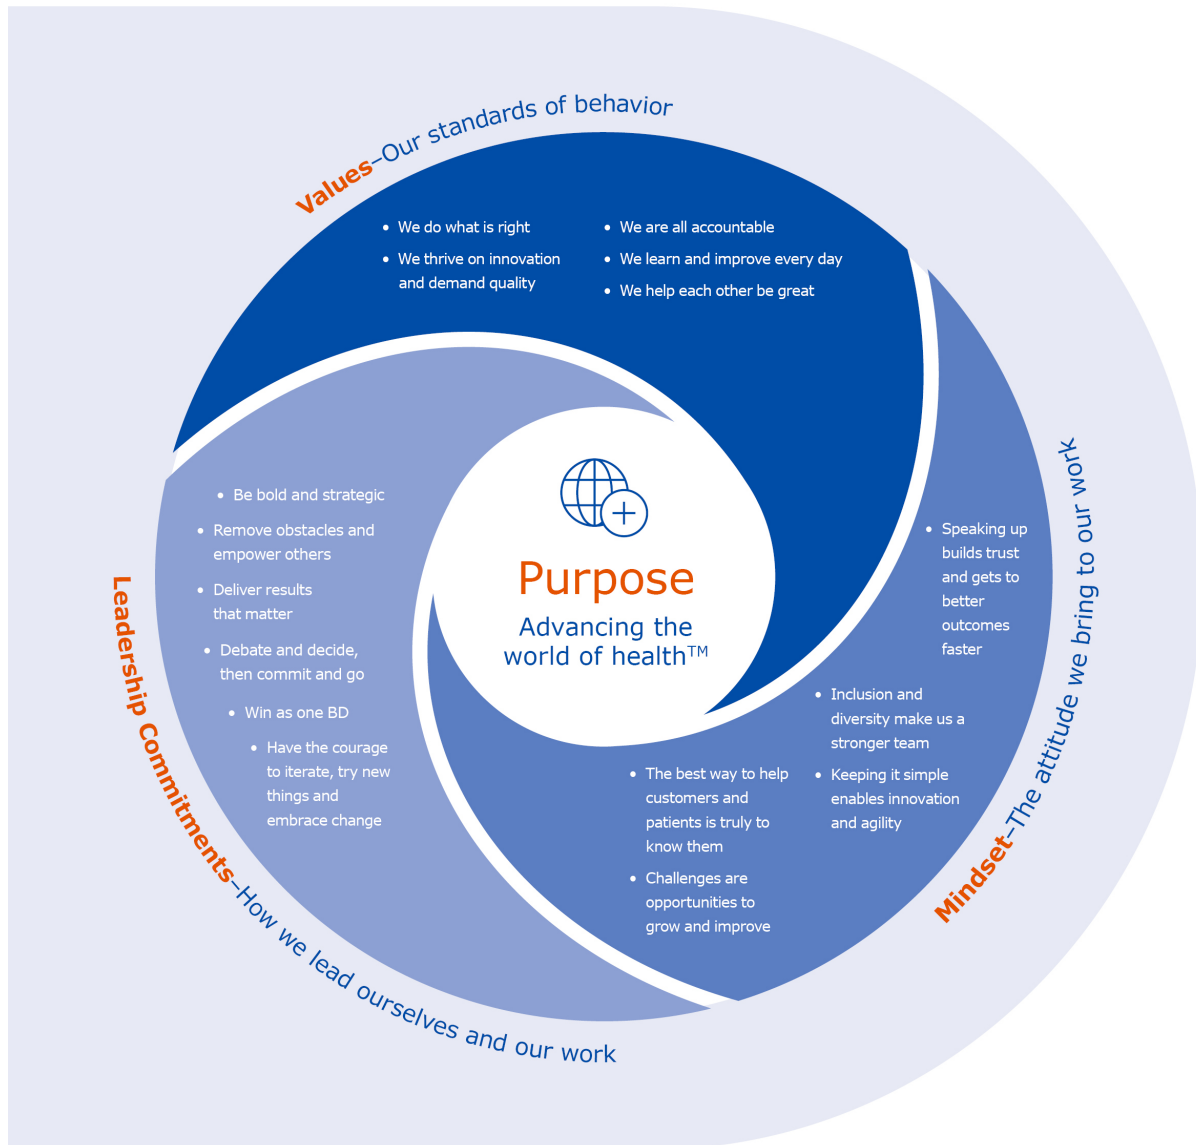 Values–Our standards of behavior
• We do what is right
• We thrive on innovation
and demand quality
• We are all accountable
• We learn and improve every day
• We help each other be great
Purpose
Advancing the
world of health™
Mindset–The attitude we bring to our work
• Speaking up
builds trust
and gets to
better
outcomes
faster
• Inclusion and
diversity make us a
stronger team
• Keeping it simple
enables innovation
and agility
• The best way to help
customers and
patients is truly to
know them
• Challenges are
opportunities to
grow and improve
Leadership Commitments–How we lead ourselves and our work
• Be bold and strategic
• Remove obstacles and
empower others
• Deliver results
that matter
• Debate and decide,
then commit and go
• Win as one BD
• Have the courage
to iterate, try new
things and
embrace change